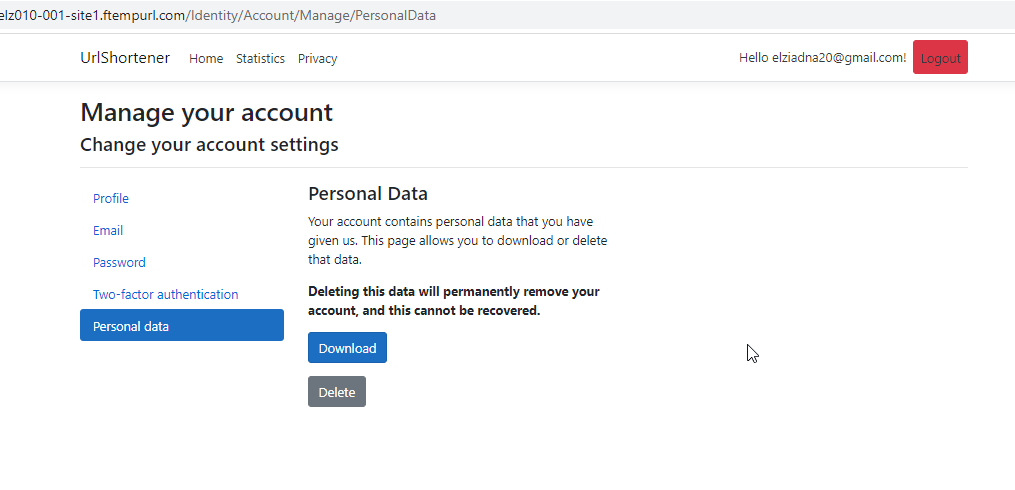 elz010-001-site1.ftempurl.com/Identity/Account/Manage/PersonalData
UrlShortener Home Statistics Privacy Hello elziadna20@gmail.com! Logout
Manage your account
Change your account settings
Profile
Email
Password
Two-factor authentication
Personal data
Personal Data
Your account contains personal data that you have
given us. This page allows you to download or delete
that data.
Deleting this data will permanently remove your
account, and this cannot be recovered.
Download
Delete